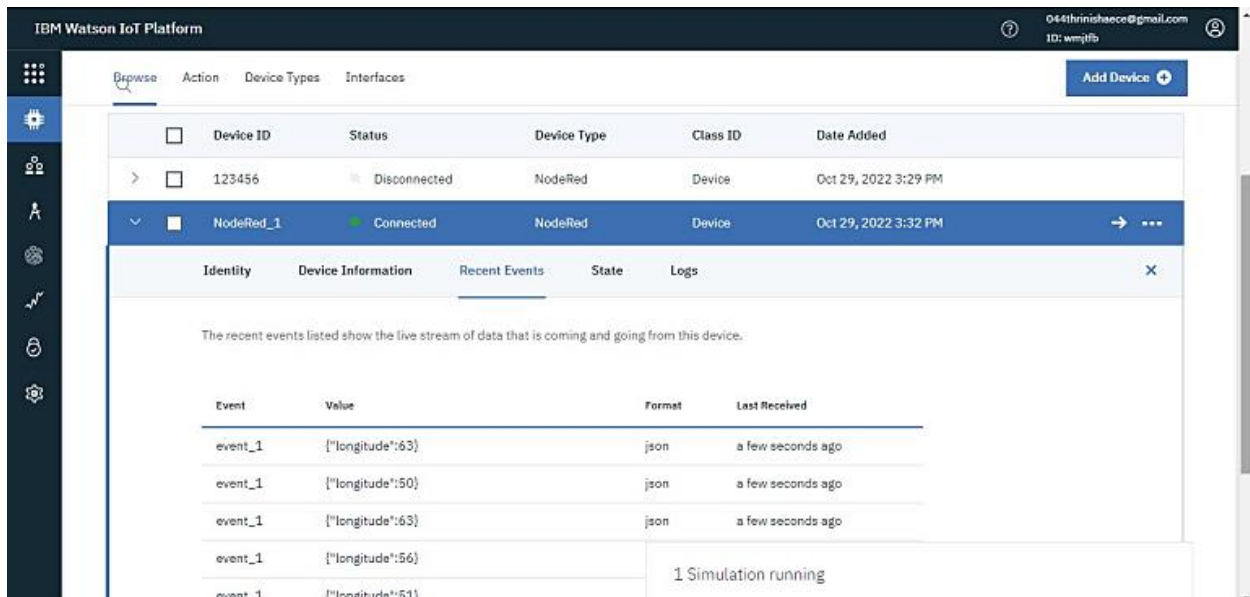 IBM Watson IoT Platform
044thrinishaece@gmail.com
ID: wmjtfb
Browse Action Device Types Interfaces
Add Device
Device ID Status Device Type Class ID Date Added
123456 Disconnected NodeRed Device Oct 29, 2022 3:29 PM
NodeRed_1 Connected NodeRed Device Oct 29, 2022 3:32 PM
Identity Device Information Recent Events State Logs
The recent events listed show the live stream of data that is coming and going from this device.
Event Value Format Last Received
event_1 {"longitude":63} json a few seconds ago
event_1 {"longitude":50} json a few seconds ago
event_1 {"longitude":63} json a few seconds ago
event_1 {"longitude":56}
1 Simulation running
event_1 {"longitude":51}